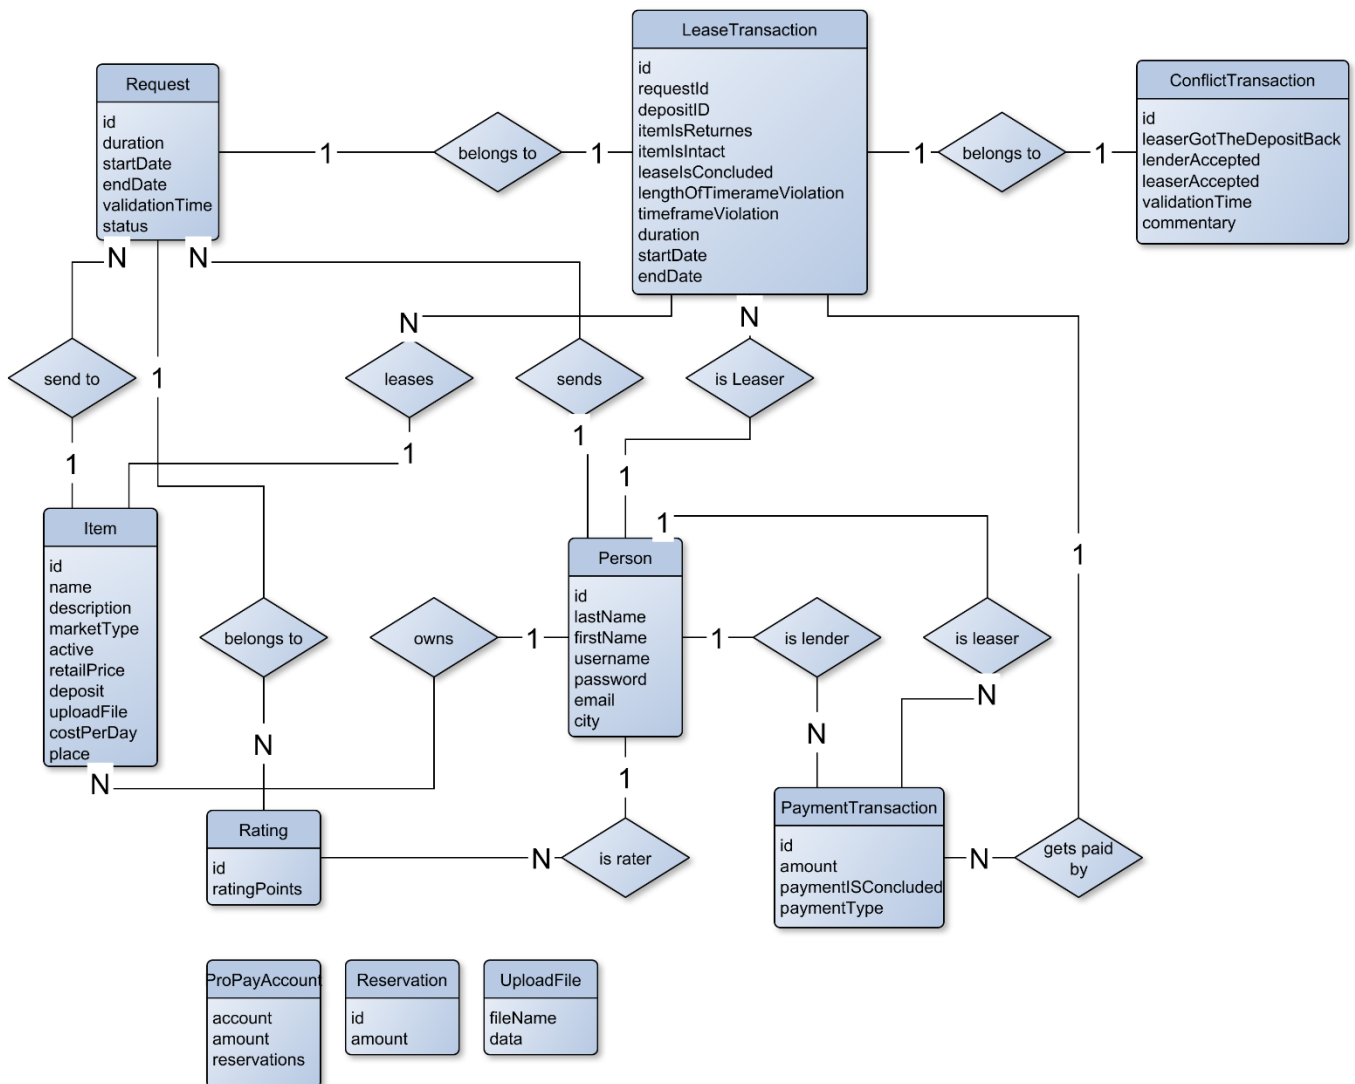 LeaseTransaction
id
requestId
depositID
itemIsReturnes
itemIsIntact
leaseIsConcluded
lengthOfTimerameViolation
timeframeViolation
duration
startDate
endDate
Request
id
duration
startDate
endDate
validationTime
status
ConflictTransaction
id
leaserGotTheDepositBack
lenderAccepted
leaserAccepted
validationTime
commentary
1
belongs to
1
1
belongs to
1
N
N
N
N
send to
1
leases
sends
is Leaser
1
1
1
1
1
1
Item
id
name
description
marketType
active
retailPrice
deposit
uploadFile
costPerDay
place
Person
id
lastName
firstName
username
password
email
city
belongs to
owns
1
1
is lender
is leaser
N
N
N
N
1
Rating
id
ratingPoints
N
is rater
PaymentTransaction
id
amount
paymentISConcluded
paymentType
N
gets paid
by
ProPayAccount
account
amount
reservations
Reservation
id
amount
UploadFile
fileName
data